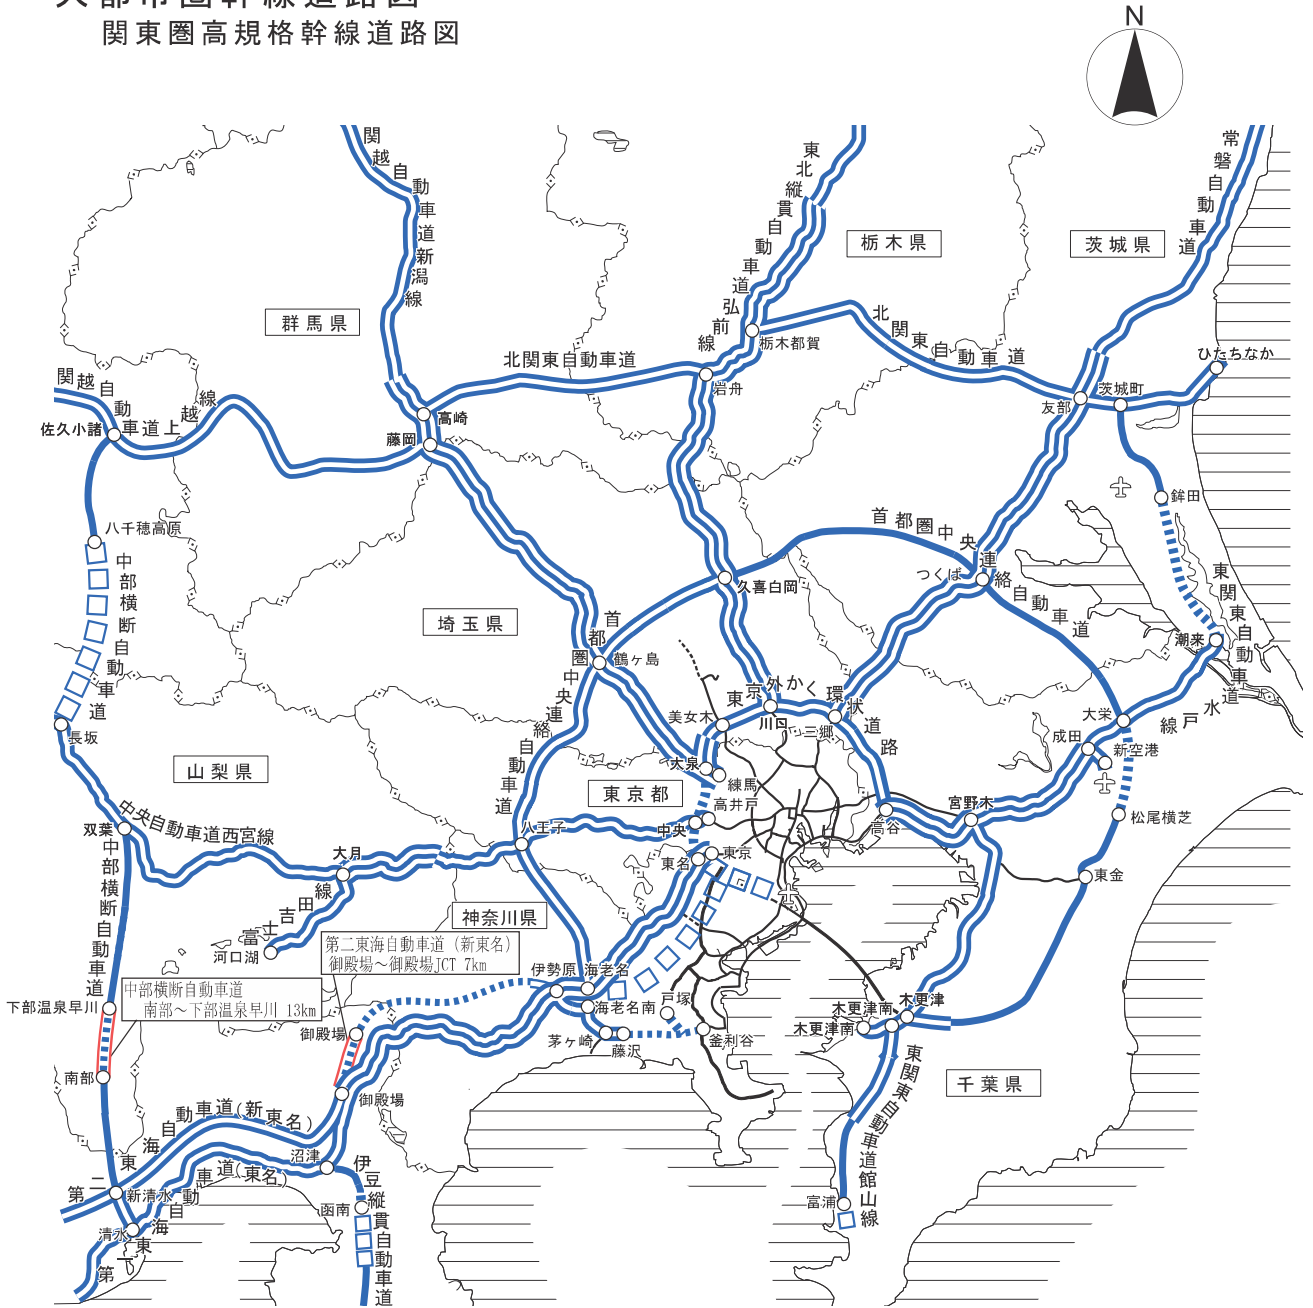 大都市圏幹線道路図
関東圏高規格幹線道路図
N
関越自動車道新潟線
東北縦貫自動車道弘前線
常磐自動車道
栃木県
茨城県
群馬県
北関東自動車道
栃木都賀
北関東自動車道
ひたちなか
岩舟
茨城町
友部
関越自動車道上越線
佐久小諸
高崎
藤岡
鉾田
八千穂高原
首都圏中央連絡自動車道
つくば
久喜白岡
中部横断自動車道
東関東自動車道水戸線
埼玉県
首都圏中央連絡自動車道
鶴ヶ島
潮来
東京外かく環状道路
美女木
川口
三郷
大栄
成田
新空港
長坂
山梨県
大泉
練馬
東京都
高井戸
中央自動車道西宮線
双葉
八王子
中央
高谷
宮野木
松尾横芝
大月
東名
東京
東金
中部横断自動車道
富士吉田線
河口湖
神奈川県
第二東海自動車道（新東名）
御殿場～御殿場JCT 7km
伊勢原
海老名
中部横断自動車道
南部～下部温泉早川 13km
下部温泉早川
海老名南
戸塚
木更津
木更津南
木更津南
御殿場
茅ヶ崎
藤沢
釜利谷
南部
御殿場
千葉県
東関東自動車道館山線
第二東海自動車道(新東名)
沼津
伊豆縦貫自動車道
新清水
函南
富浦
清水
第一東海自動車道(東名)